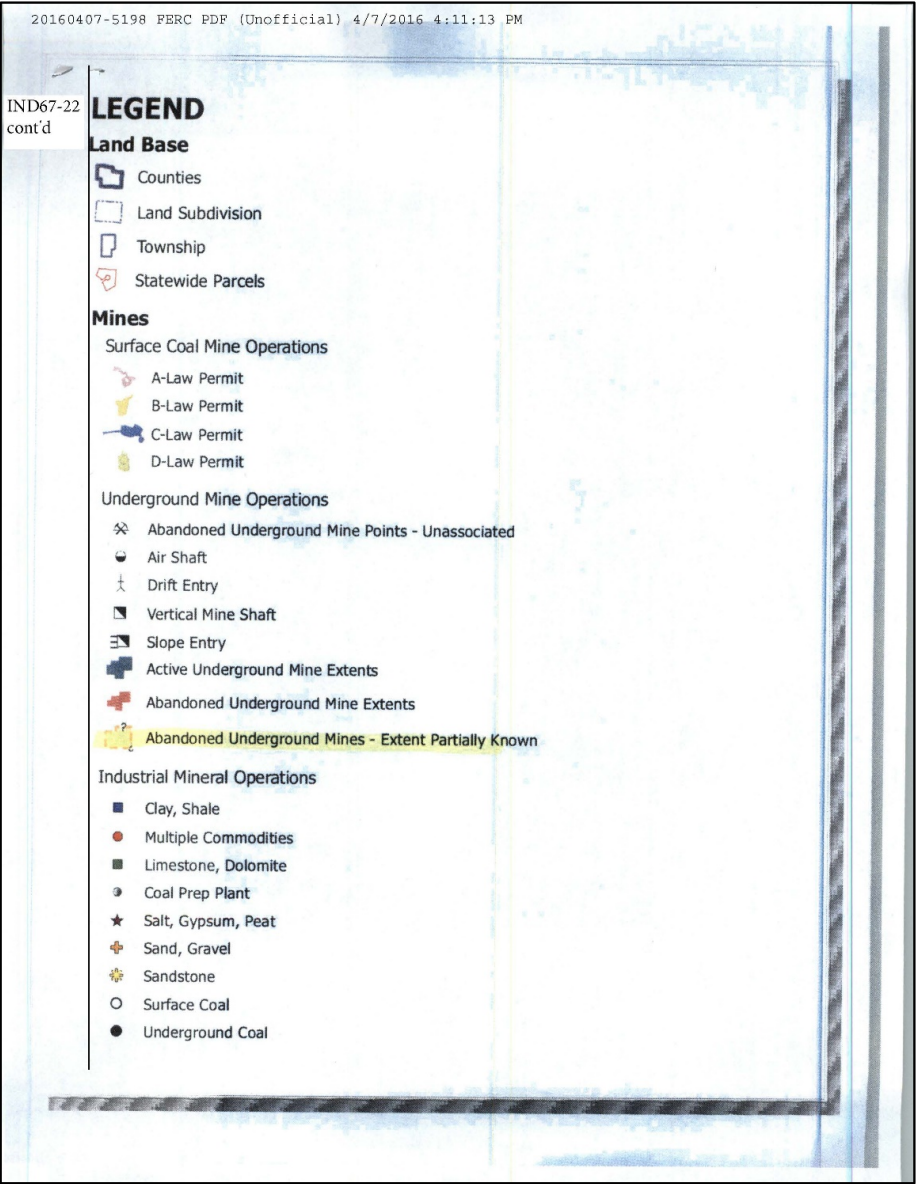 20160407-5198 FERC PDF (Unofficial) 4/7/2016 4:11:13 PM
IND67-22
cont'd
LEGEND
Land Base
Counties
Land Subdivision
Township
Statewide Parcels
Mines
Surface Coal Mine Operations
A-Law Permit
B-Law Permit
C-Law Permit
D-Law Permit
Underground Mine Operations
Abandoned Underground Mine Points - Unassociated
Air Shaft
Drift Entry
Vertical Mine Shaft
Slope Entry
Active Underground Mine Extents
Abandoned Underground Mine Extents
? Abandoned Underground Mines - Extent Partially Known
Industrial Mineral Operations
Clay, Shale
Multiple Commodities
Limestone, Dolomite
Coal Prep Plant
Salt, Gypsum, Peat
Sand, Gravel
Sandstone
Surface Coal
Underground Coal